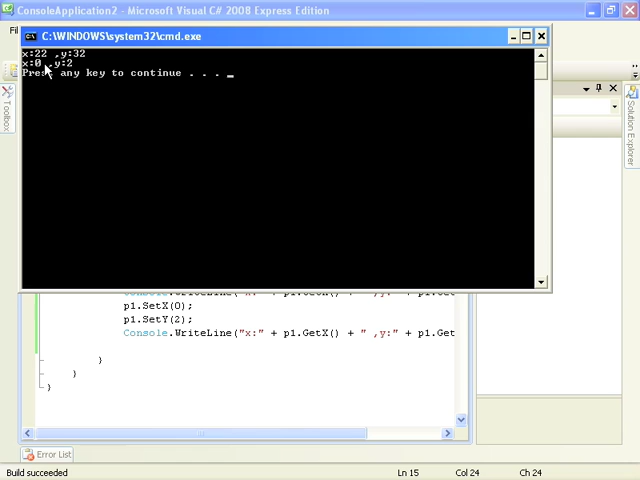 ConsoleApplication2 - Microsoft Visual C# 2008 Express Edition
Fi
C:\WINDOWS\system32\cmd.exe
x:22 ,y:32
x:0 ,y:2
Press any key to continue . . . _
Toolbox
Solution Explorer
p1.SetX(0);
p1.SetY(2);
Console.WriteLine("x:" + p1.GetX() + " ,y:" + p1.Get
}
}
}
Error List
Build succeeded
Ln 15
Col 24
Ch 24